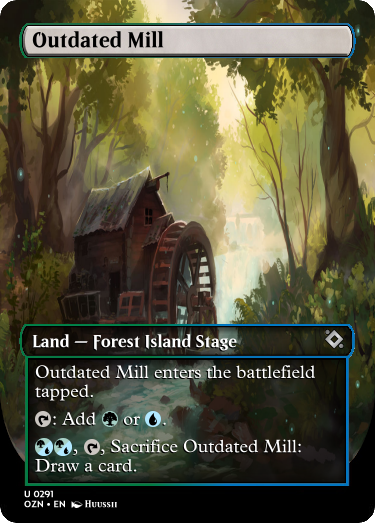 Outdated Mill
Land — Forest Island Stage
Outdated Mill enters the battlefield
tapped.
: Add or .
, , Sacrifice Outdated Mill:
Draw a card.
U 0291
OZN • EN Huussii